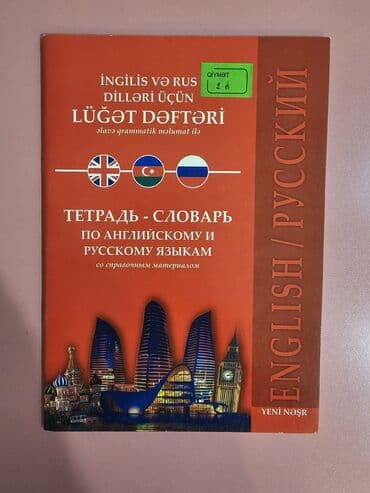 İNGİLİS VƏ RUS
DİLLƏRİ ÜÇÜN
LÜĞƏT DƏFTƏRİ
əlavə qrammatik məlumat ilə
QİYMƏT
ТЕТРАДЬ - СЛОВАРЬ
ПО АНГЛИЙСКОМУ И
РУССКОМУ ЯЗЫКАМ
со справочным материалом
ENGLISH / РУССКИЙ
YENİ NƏŞR